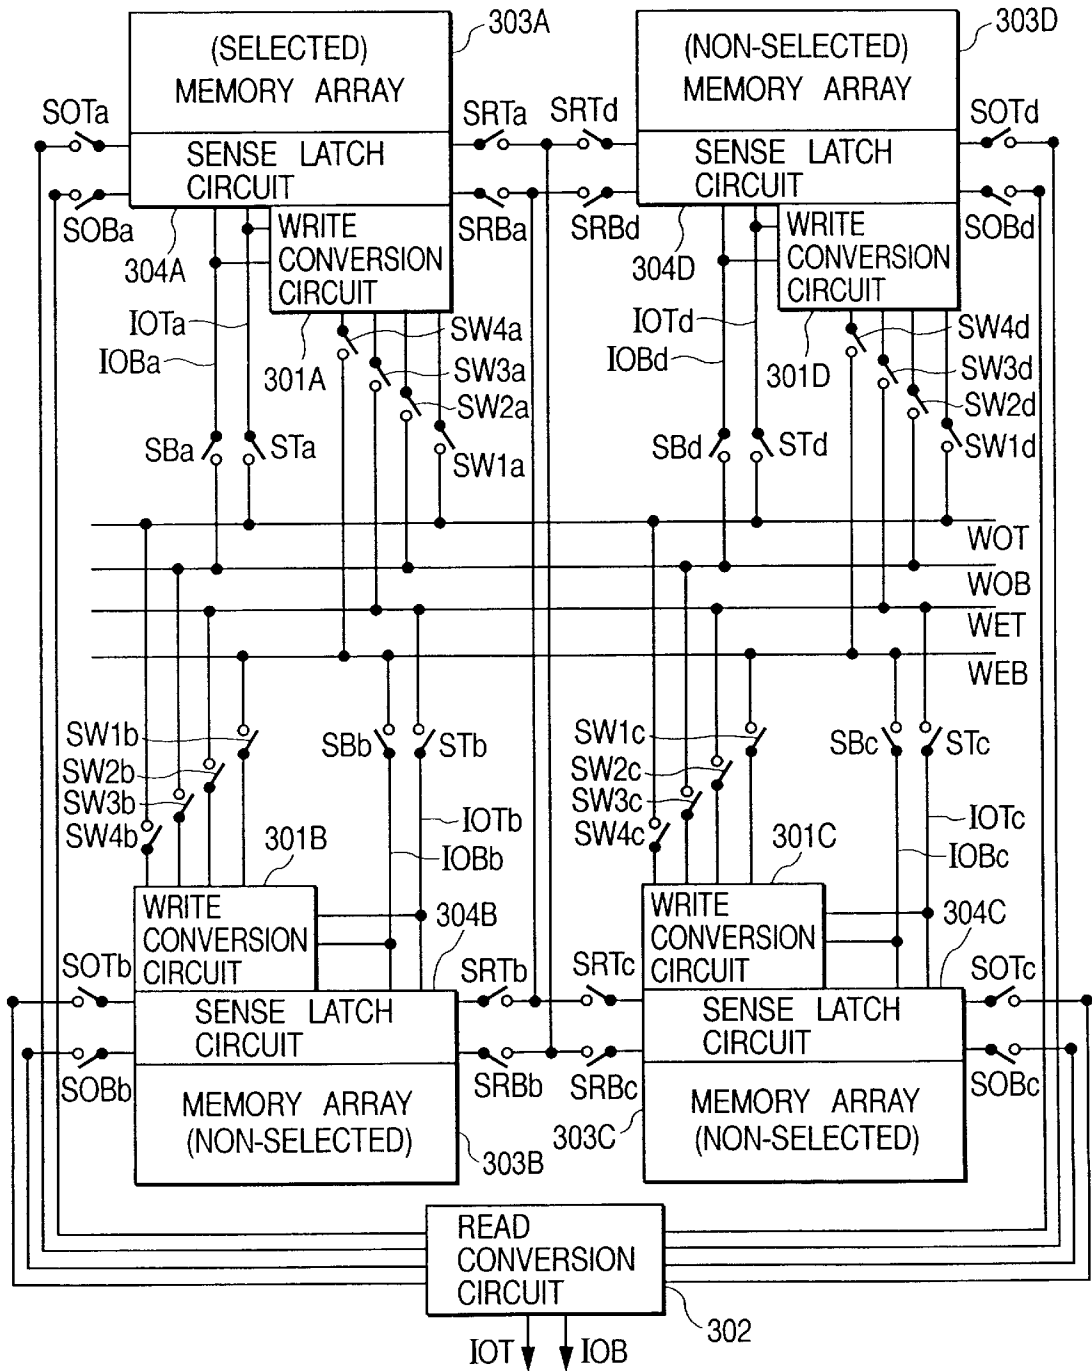 303A
303D
(SELECTED)
MEMORY ARRAY
(NON-SELECTED)
MEMORY ARRAY
SOTa
SRTa
SRTd
SOTd
SENSE LATCH
CIRCUIT
SENSE LATCH
CIRCUIT
SOBa
SRBa
SRBd
SOBd
304A
WRITE
CONVERSION
CIRCUIT
304D
WRITE
CONVERSION
CIRCUIT
IOTa
IOBa
301A
SW4a
SW3a
SW2a
SW1a
IOTd
IOBd
301D
SW4d
SW3d
SW2d
SW1d
SBa
STa
SBd
STd
WOT
WOB
WET
WEB
SW1b
SW2b
SW3b
SW4b
SBb
STb
SW1c
SW2c
SW3c
SW4c
SBc
STc
IOTb
IOBb
IOTc
IOBc
301B
301C
WRITE
CONVERSION
CIRCUIT
304B
WRITE
CONVERSION
CIRCUIT
304C
SOTb
SRTb
SRTc
SOTc
SENSE LATCH
CIRCUIT
SENSE LATCH
CIRCUIT
SOBb
SRBb
SRBc
SOBc
MEMORY ARRAY
(NON-SELECTED)
MEMORY ARRAY
(NON-SELECTED)
303B
303C
READ
CONVERSION
CIRCUIT
302
IOT
IOB